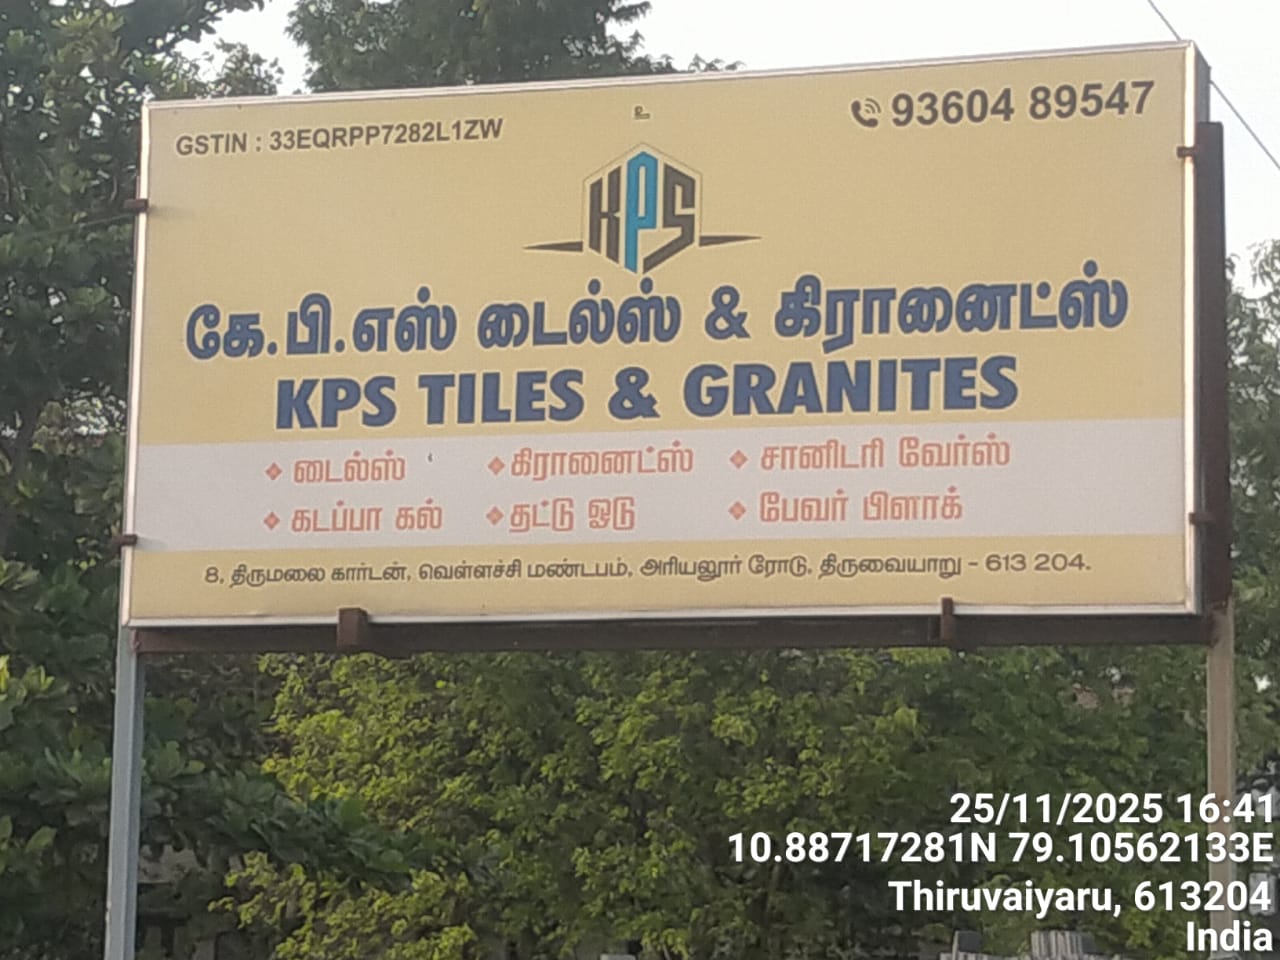 GSTIN : 33EQRPP7282L1ZW
உ
93604 89547
KPS
கே.பி.எஸ் டைல்ஸ் & கிரானைட்ஸ்
KPS TILES & GRANITES
❖ டைல்ஸ் ❖ கிரானைட்ஸ் ❖ சானிடரி வேர்ஸ்
❖ கடப்பா கல் ❖ தட்டு ஓடு ❖ பேவர் பிளாக்
8, திருமலை கார்டன், வெள்ளச்சி மண்டபம், அரியலூர் ரோடு, திருவையாறு - 613 204.
25/11/2025 16:41
10.88717281N 79.10562133E
Thiruvaiyaru, 613204
India